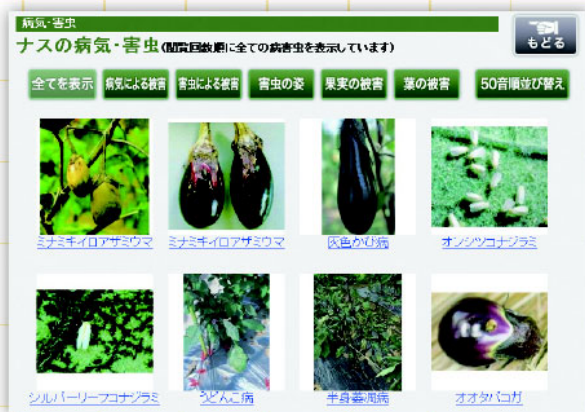 病気・害虫
もどる
ナスの病気・害虫(閲覧回数順に全ての病害虫を表示しています)
全てを表示 病気による被害 害虫による被害 害虫の姿 果実の被害 葉の被害 50音順並び替え
ミナミキイロアザミウマ ミナミキイロアザミウマ 灰色かび病 オンシツコナジラミ
シルバーリーフコナジラミ うどんこ病 半身萎凋病 オオタバコガ